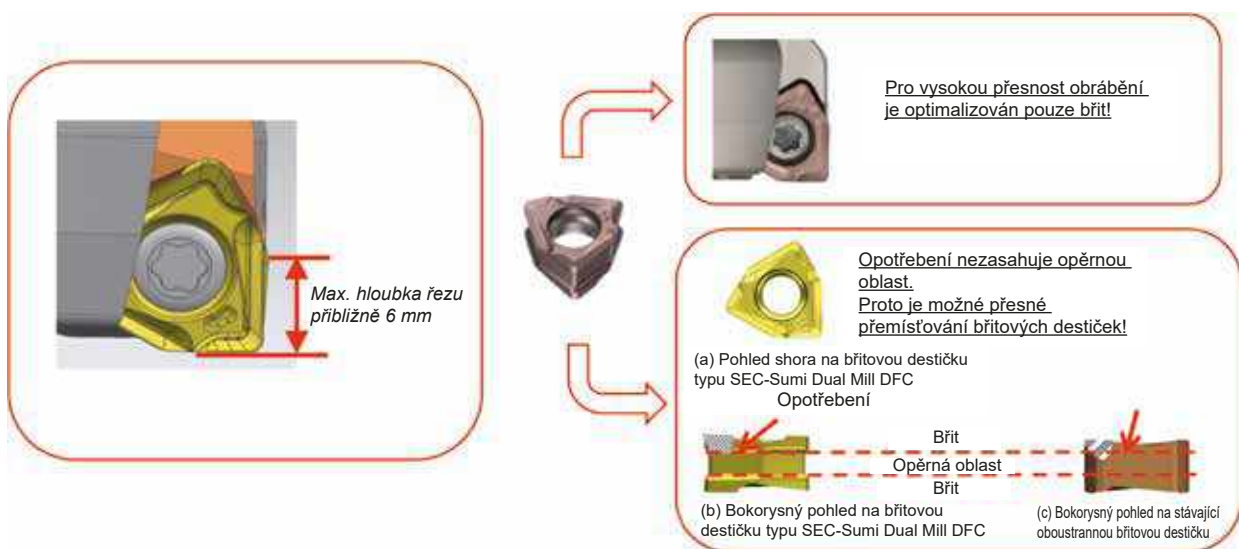 Max. hloubka řezu
přibližně 6 mm
Pro vysokou přesnost obrábění
je optimalizován pouze břit!
Opotřebení nezasahuje opěrnou
oblast.
Proto je možné přesné
přemísťování břitových destiček!
(a) Pohled shora na břitovou destičku
typu SEC-Sumi Dual Mill DFC
Opotřebení
Břit
Opěrná oblast
Břit
(b) Bokorysný pohled na břitovou
destičku typu SEC-Sumi Dual Mill DFC
(c) Bokorysný pohled na stávající
oboustrannou břitovou destičku